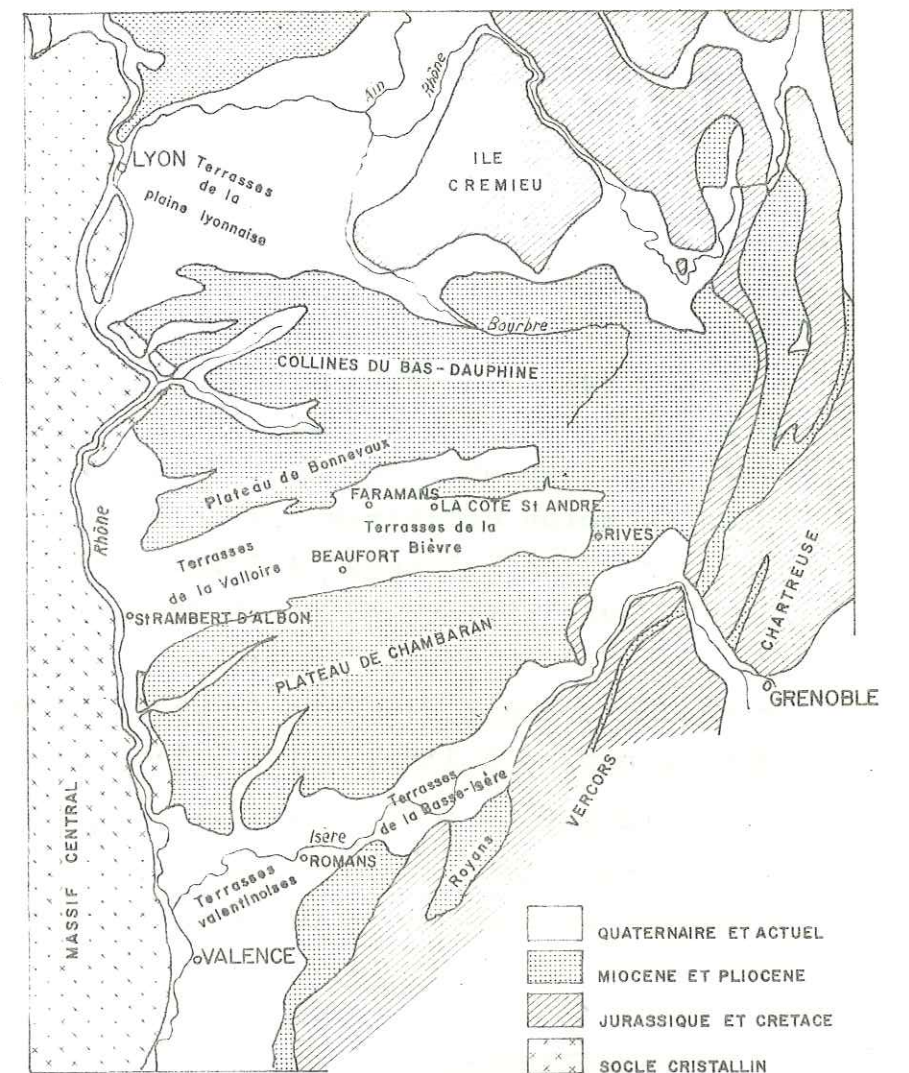 Ain
Rhône
LYON
Terrasses
de la
plaine lyonnaise
ILE
CREMIEU
Bourbre
COLLINES DU BAS-DAUPHINE
Plateau de Bonnevaux
FARAMANS
LA COTE St ANDRE
Terrasses de la
Bièvre
RIVES
Rhône
Terrasses
de la Valloire
BEAUFORT
St RAMBERT D'ALBON
CHARTREUSE
PLATEAU DE CHAMBARAN
GRENOBLE
MASSIF CENTRAL
VERCORS
Terrasses
de la Basse-Isère
Isère
ROMANS
Royans
Terrasses
valentinoises
VALENCE
QUATERNAIRE ET ACTUEL
MIOCENE ET PLIOCENE
JURASSIQUE ET CRETACE
SOCLE CRISTALLIN